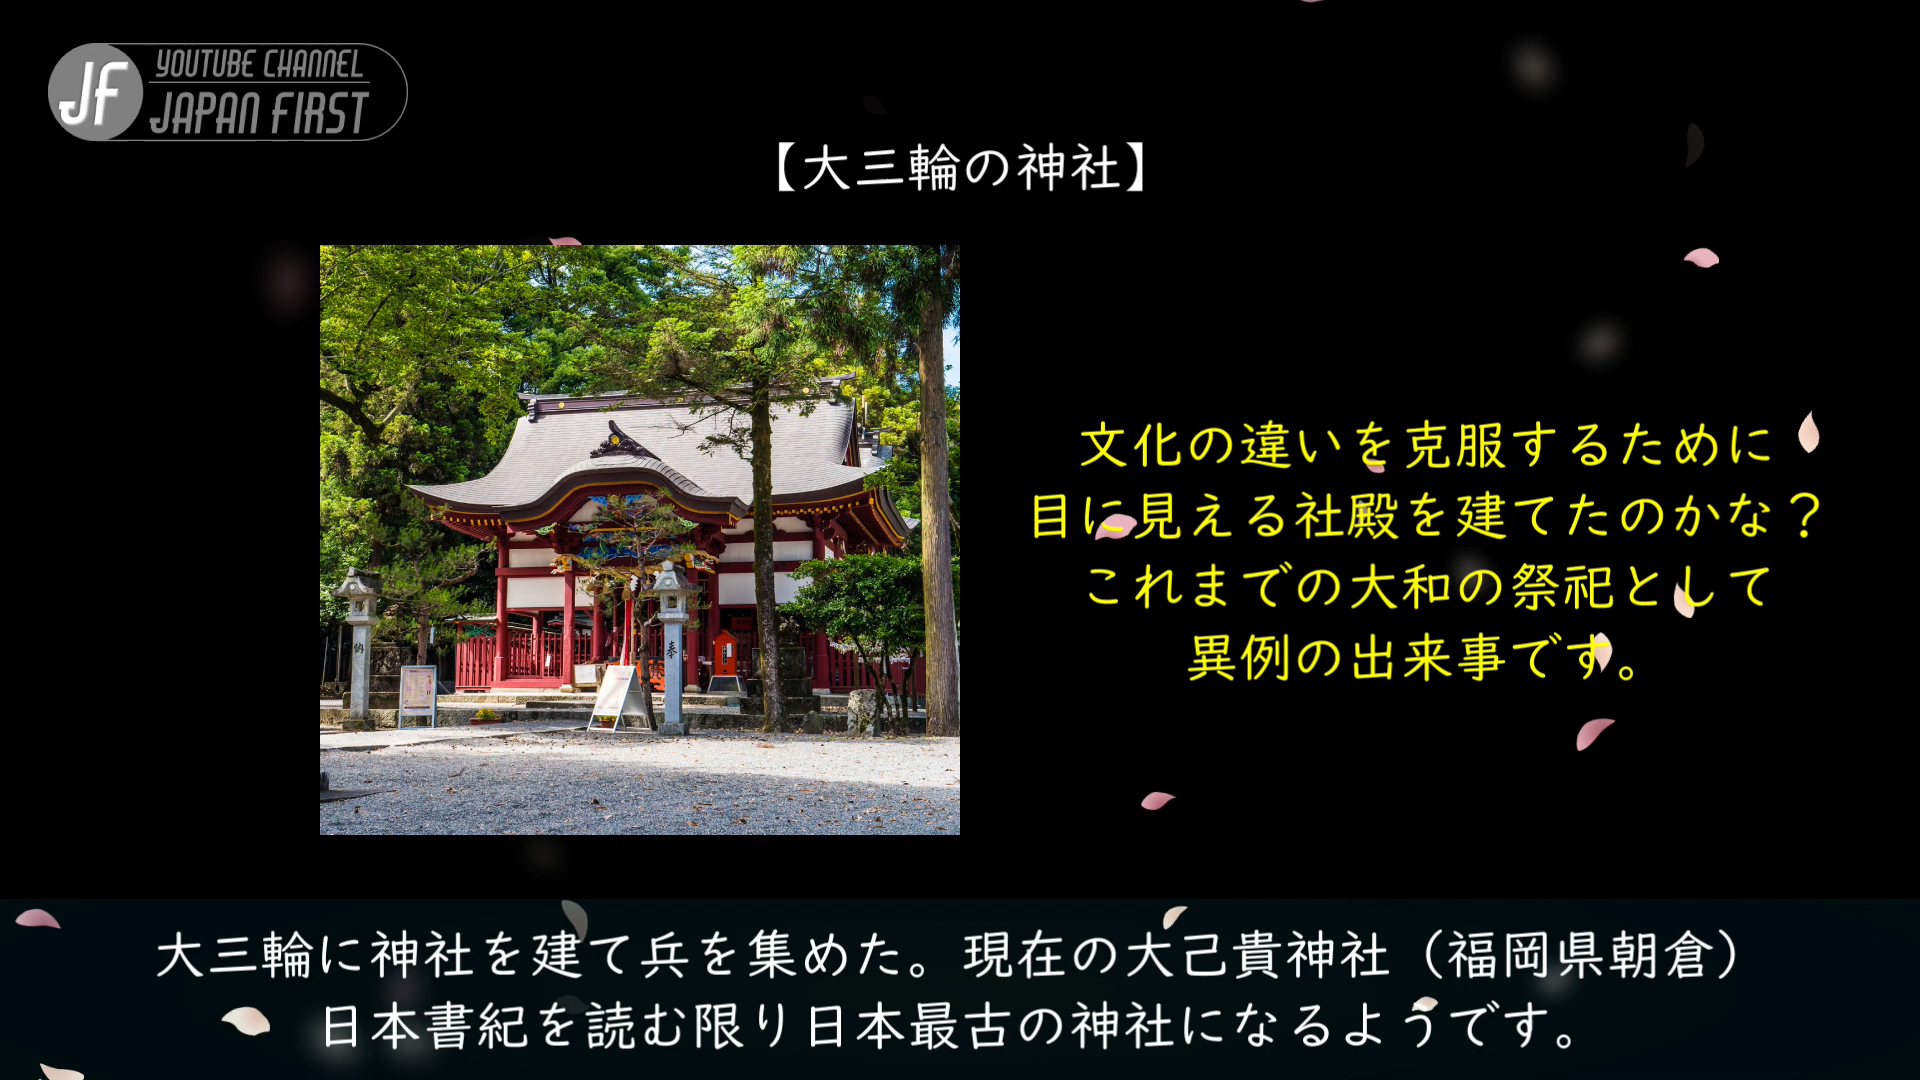 JF
YOUTUBE CHANNEL
JAPAN FIRST
【大三輪の神社】
文化の違いを克服するために
目に見える社殿を建てたのかな？
これまでの大和の祭祀として
異例の出来事です。
納
奉
大三輪に神社を建て兵を集めた。現在の大己貴神社（福岡県朝倉）
日本書紀を読む限り日本最古の神社になるようです。